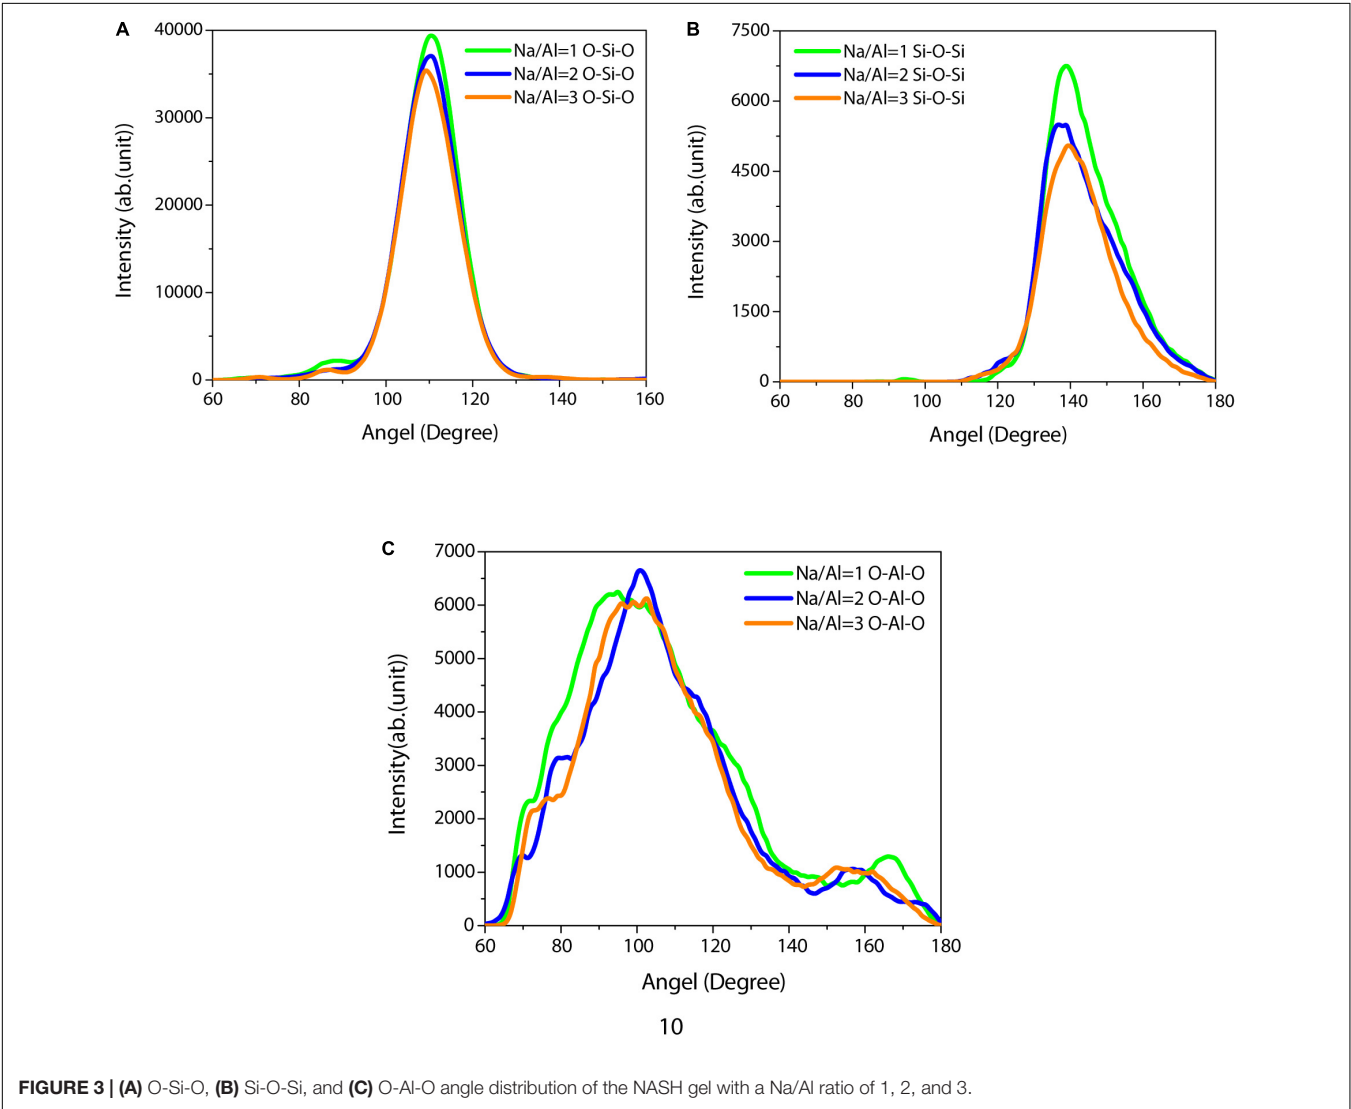 A
40000
30000
20000
10000
0
60
80
100
120
140
160
Intensity (ab.(unit))
Angel (Degree)
Na/Al=1 O-Si-O
Na/Al=2 O-Si-O
Na/Al=3 O-Si-O
B
7500
6000
4500
3000
1500
0
60
80
100
120
140
160
180
Intensity (ab.(unit))
Angel (Degree)
Na/Al=1 Si-O-Si
Na/Al=2 Si-O-Si
Na/Al=3 Si-O-Si
C
7000
6000
5000
4000
3000
2000
1000
0
60
80
100
120
140
160
180
Intensity(ab.(unit))
Angel (Degree)
Na/Al=1 O-Al-O
Na/Al=2 O-Al-O
Na/Al=3 O-Al-O
10
FIGURE 3 | (A) O-Si-O, (B) Si-O-Si, and (C) O-Al-O angle distribution of the NASH gel with a Na/Al ratio of 1, 2, and 3.